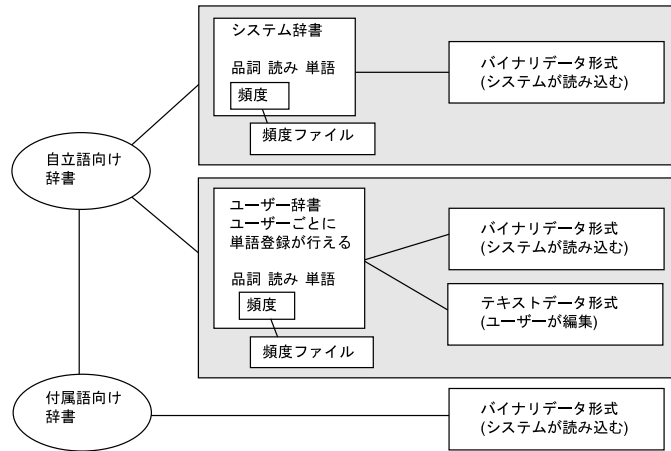 システム辞書
品詞 読み 単語
頻度
頻度ファイル
バイナリデータ形式
(システムが読み込む)
自立語向け
辞書
ユーザー辞書
ユーザーごとに
単語登録が行える
品詞 読み 単語
頻度
頻度ファイル
バイナリデータ形式
(システムが読み込む)
テキストデータ形式
(ユーザーが編集)
付属語向け
辞書
バイナリデータ形式
(システムが読み込む)